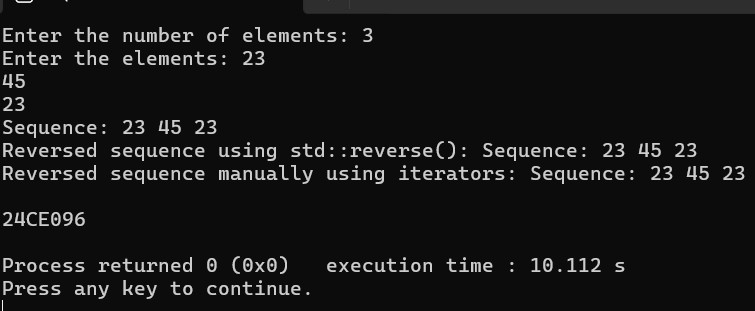 Enter the number of elements: 3
Enter the elements: 23
45
23
Sequence: 23 45 23
Reversed sequence using std::reverse(): Sequence: 23 45 23
Reversed sequence manually using iterators: Sequence: 23 45 23
24CE096
Process returned 0 (0x0)   execution time : 10.112 s
Press any key to continue.